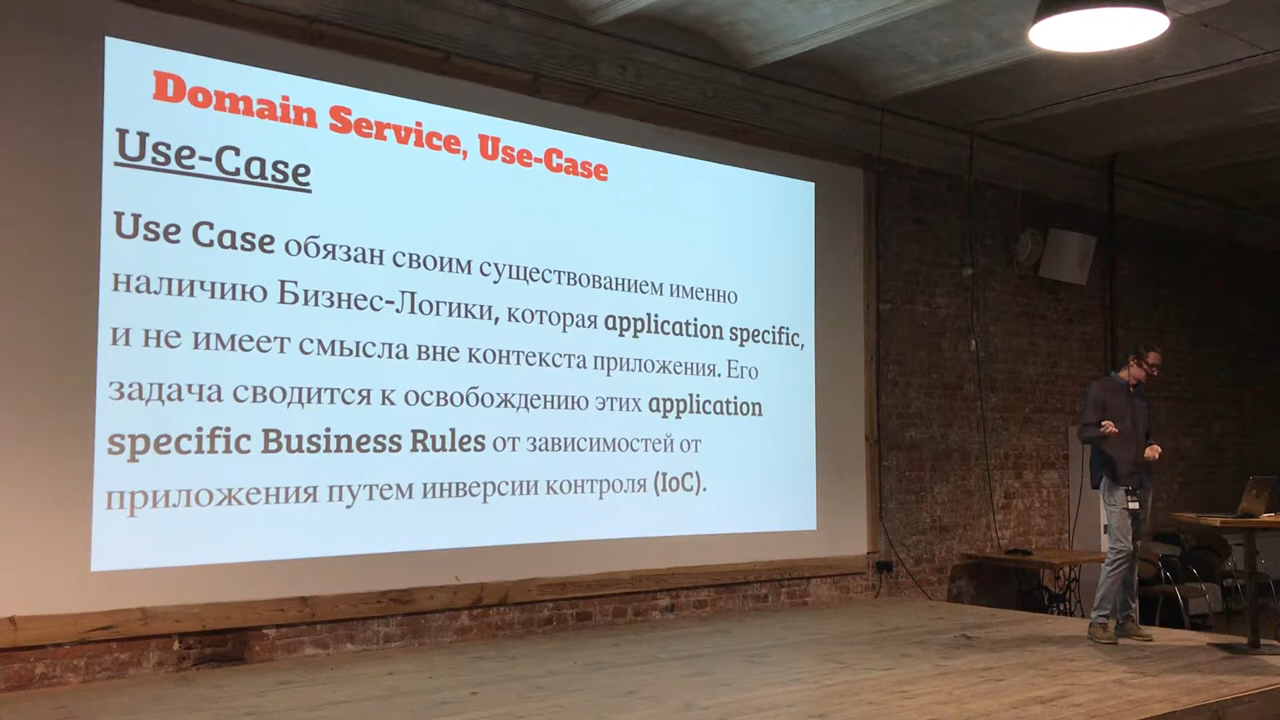 Domain Service, Use-Case
Use-Case
Use Case обязан своим существованием именно
наличию Бизнес-Логики, которая application specific,
и не имеет смысла вне контекста приложения. Его
задача сводится к освобождению этих application
specific Business Rules от зависимостей от
приложения путем инверсии контроля (IoC).